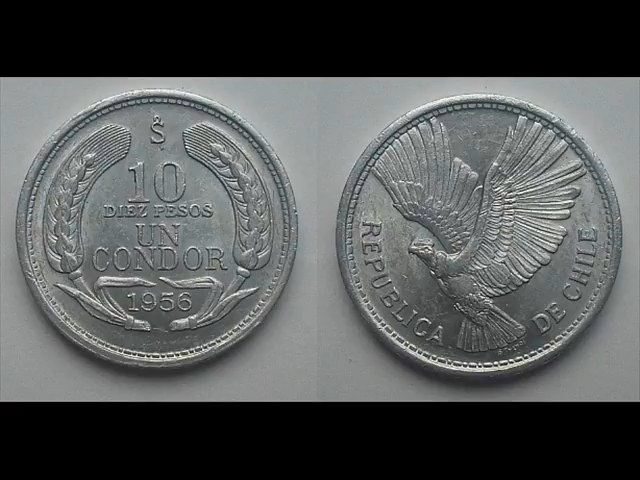 S
10
DIEZ PESOS
UN
CONDOR
1956
REPUBLICA DE CHILE